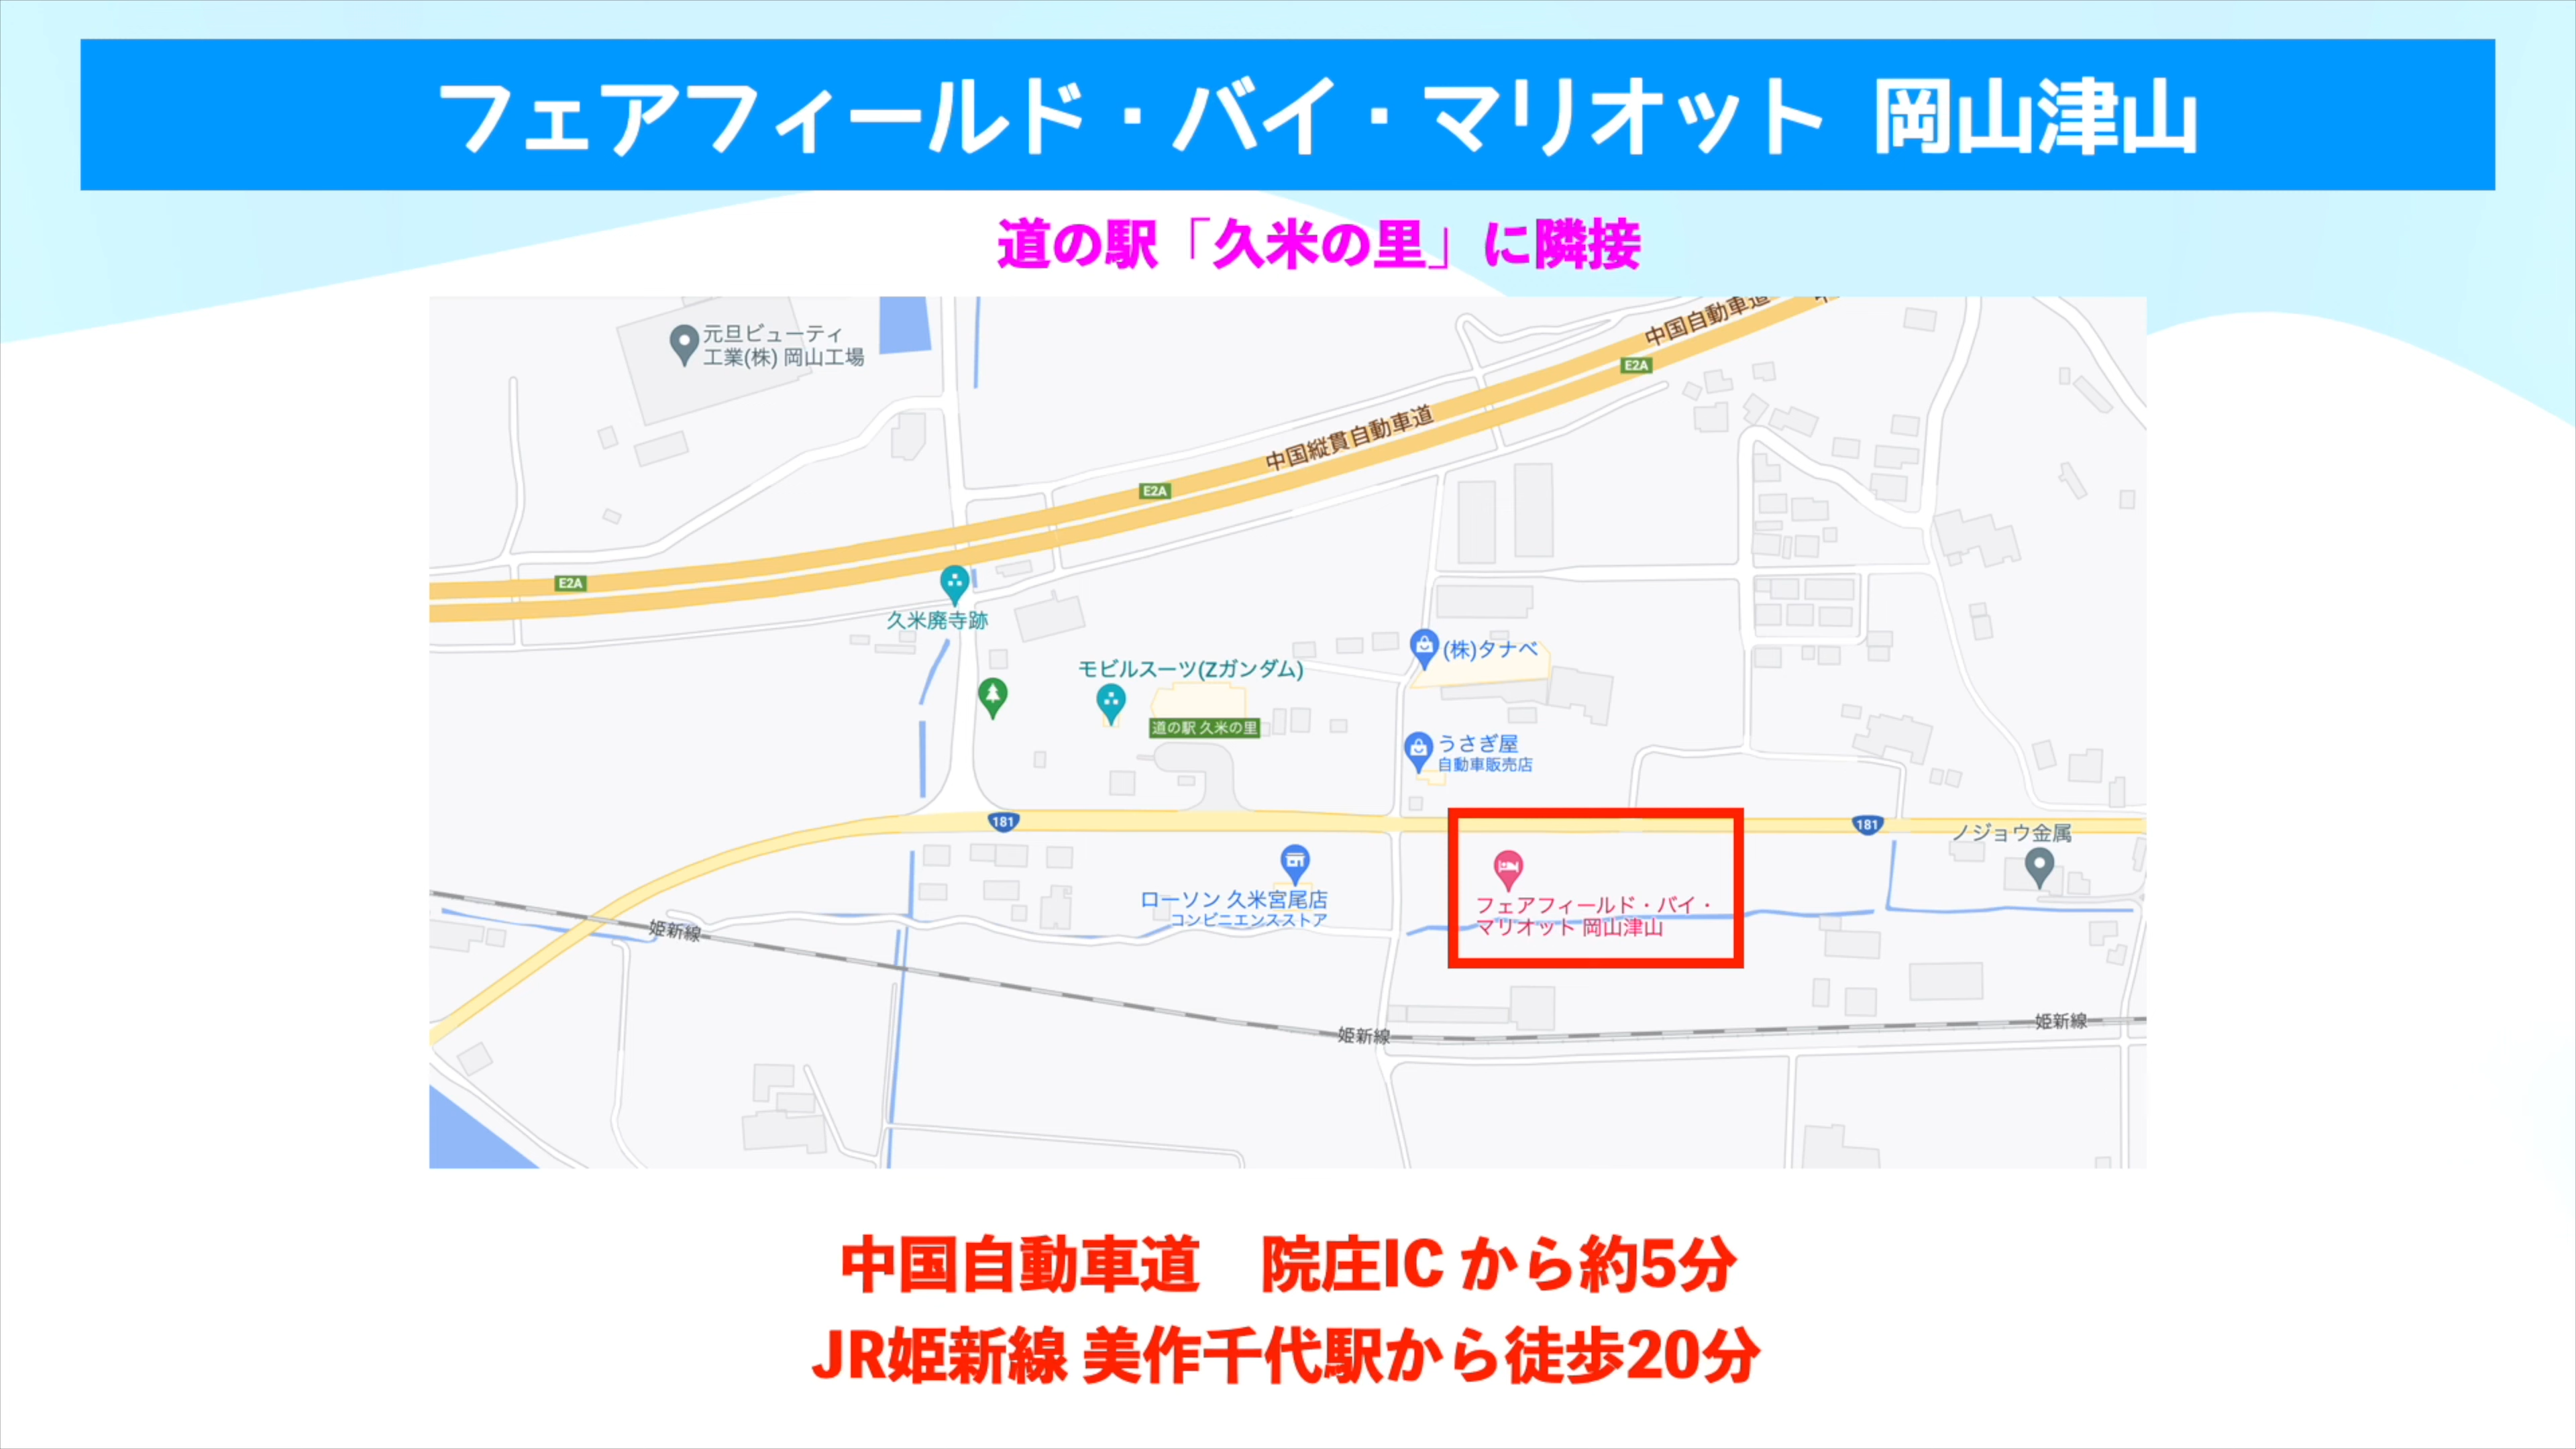 フェアフィールド・バイ・マリオット 岡山津山
道の駅「久米の里」に隣接
元旦ビューティ
工業(株) 岡山工場
中国自動車道
E2A
中国縦貫自動車道
E2A
E2A
久米廃寺跡
モビルスーツ(Zガンダム)
道の駅 久米の里
(株)タナベ
うさぎ屋
自動車販売店
181
181
ノジョウ金属
ローソン 久米宮尾店
コンビニエンスストア
フェアフィールド・バイ・
マリオット 岡山津山
姫新線
姫新線
姫新線
中国自動車道　院庄IC から約5分
JR姫新線 美作千代駅から徒歩20分